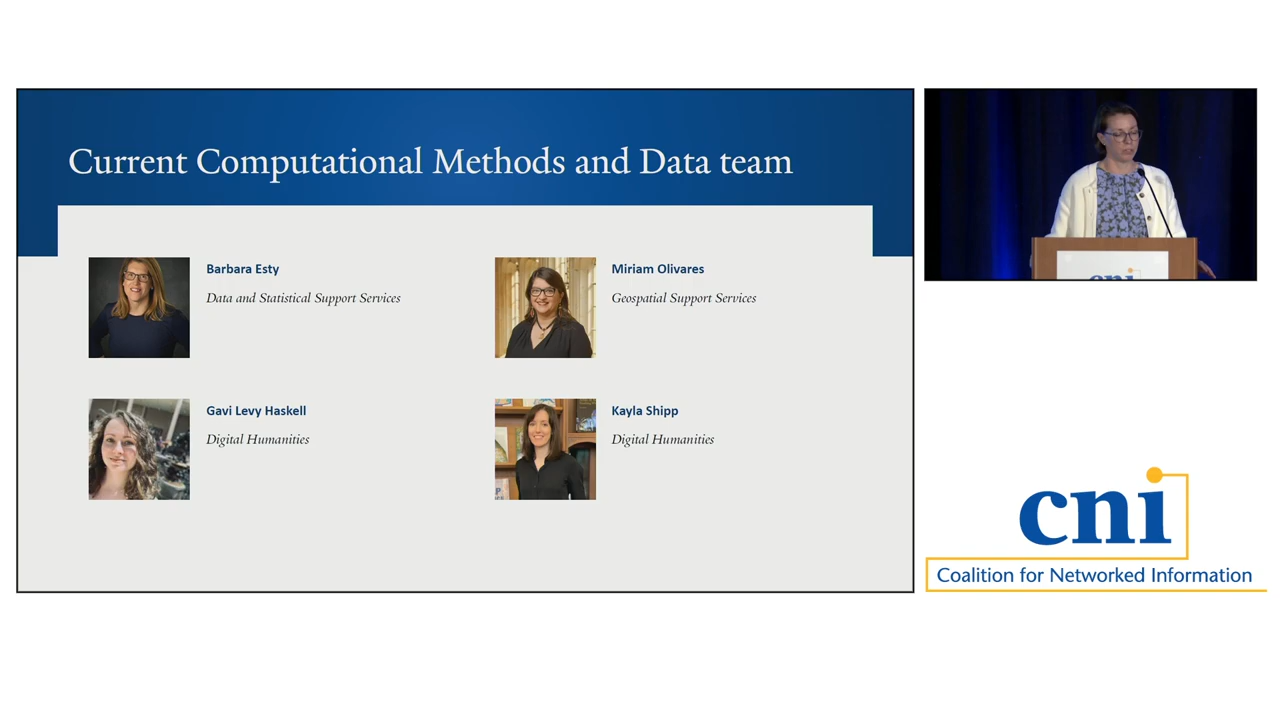 Current Computational Methods and Data team
Barbara Esty
Data and Statistical Support Services
Miriam Olivares
Geospatial Support Services
Gavi Levy Haskell
Digital Humanities
Kayla Shipp
Digital Humanities
cni
cni
Coalition for Networked Information